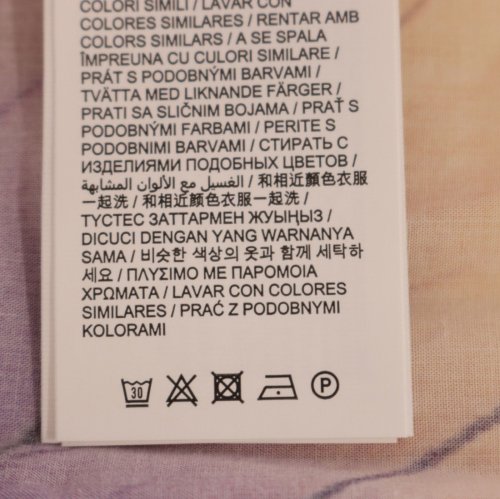 COLORI SIMILI / LAVAR CON
COLORES SIMILARES / RENTAR AMB
COLORS SIMILARS / A SE SPALA
ÎMPREUNA CU CULORI SIMILARE /
PRÁT S PODOBNÝMI BARVAMI /
TVÄTTA MED LIKNANDE FÄRGER /
PRATI SA SLIČNIM BOJAMA / PRAŤ S
PODOBNÝMI FARBAMI / PERITE S
PODOBNIMI BARVAMI / СТИРАТЬ С
ИЗДЕЛИЯМИ ПОДОБНЫХ ЦВЕТОВ /
الغسيل مع الألوان المشابهة / 和相近顏色衣服
一起洗 / 和相近颜色衣服一起洗 /
ТҮСТЕС ЗАТТАРМЕН ЖУЫҢЫЗ /
DICUCI DENGAN YANG WARNANYA
SAMA / 비슷한 색상의 옷과 함께 세탁하
세요 / ΠΛΥΣΙΜΟ ΜΕ ΠΑΡΟΜΟΙΑ
ΧΡΩΜΑΤΑ / LAVAR CON COLORES
SIMILARES / PRAĆ Z PODOBNYMI
KOLORAMI
30 P